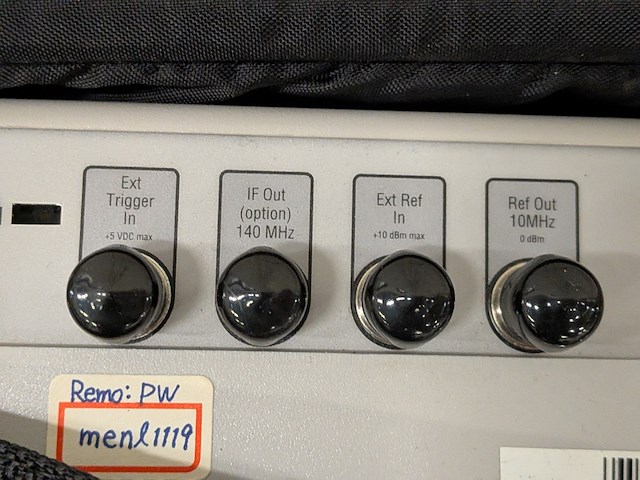 Ext
Trigger
In
+5 VDC max
IF Out
(option)
140 MHz
Ext Ref
In
+10 dBm max
Ref Out
10MHz
0 dBm
Remo: PW
menl1119